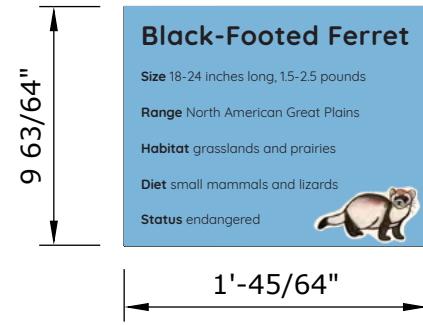 Black-Footed Ferret
Size 18-24 inches long, 1.5-2.5 pounds
Range North American Great Plains
Habitat grasslands and prairies
Diet small mammals and lizards
Status endangered
9 63/64"
1'-45/64"